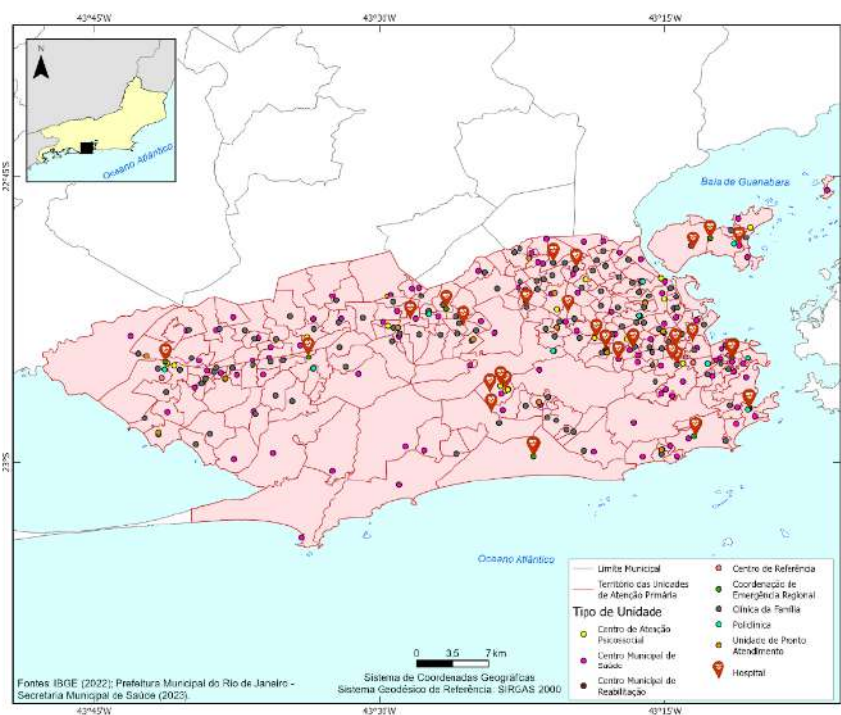 43°45'W
43°30'W
43°15'W
N
Oceano Atlântico
22°45'S
22°45'S
Baía de Guanabara
23°S
23°S
Oceano Atlântico
Limite Municipal
Território das Unidades
de Atenção Primária
Tipo de Unidade
Centro de Atenção
Psicossocial
Centro Municipal de
Saúde
Centro Municipal de
Reabilitação
Centro de Referência
Coordenação de
Emergência Regional
Clínica da Família
Policlínica
Unidade de Pronto
Atendimento
Hospital
0 3.5 7 km
Sistema de Coordenadas Geográficas
Sistema Geodésico de Referência: SIRGAS 2000
Fontes: IBGE (2022); Prefeitura Municipal do Rio de Janeiro -
Secretaria Municipal de Saúde (2023).
43°45'W
43°30'W
43°15'W